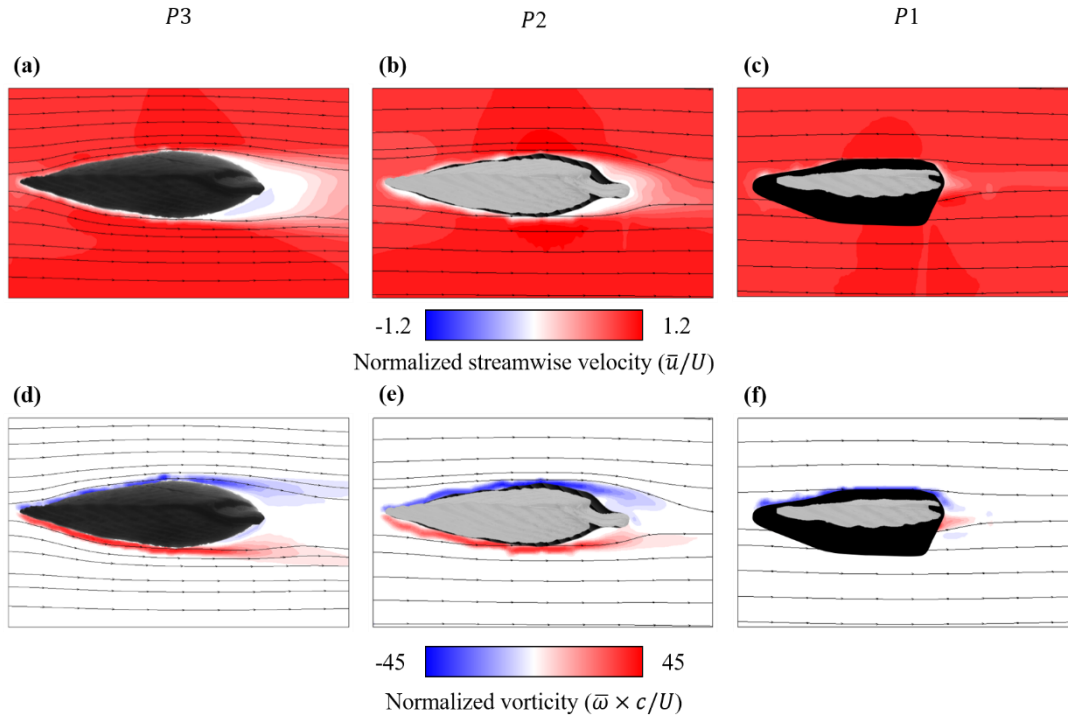 P3 P2 P1
(a) (b) (c)
-1.2 1.2
Normalized streamwise velocity (u̅/U)
(d) (e) (f)
-45 45
Normalized vorticity (ω̅ × c/U)